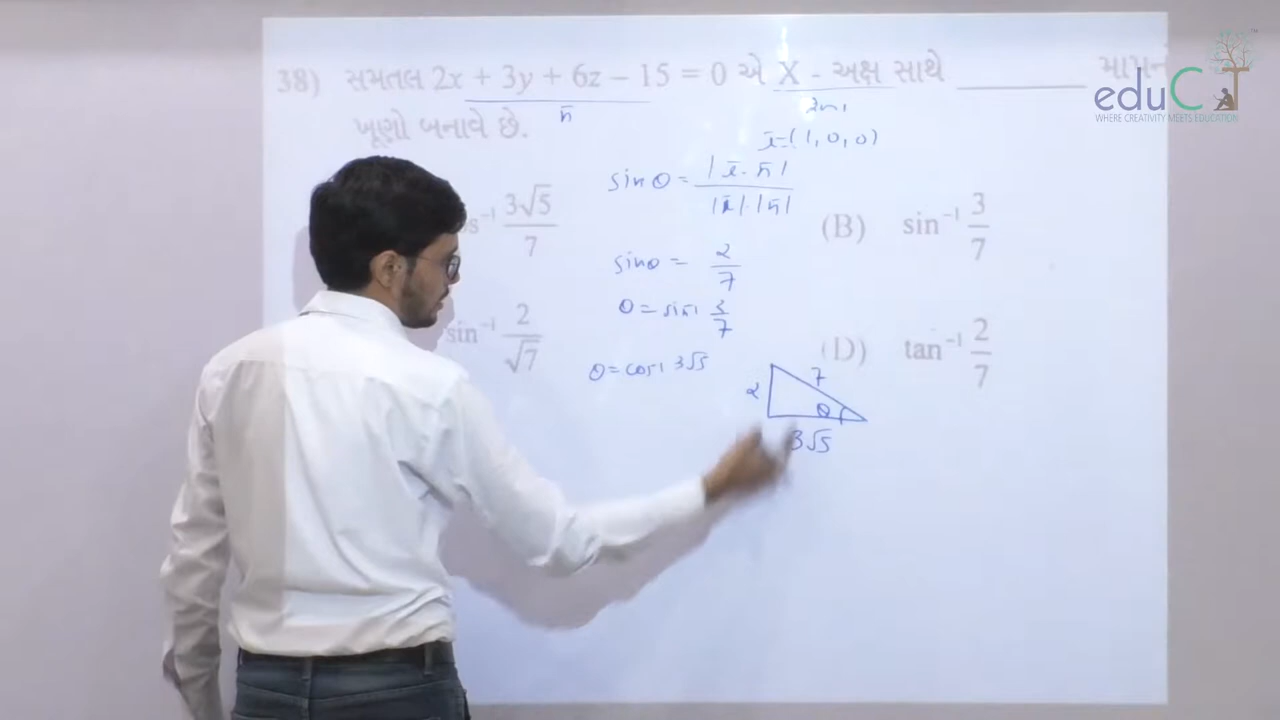 38) સમતલ 2x + 3y + 6z − 15 = 0 એ X - અક્ષ સાથે ________
ખૂણો બનાવે છે.
n̄
l̄ = (1, 0, 0)
eduCT
WHERE CREATIVITY MEETS EDUCATION
sin θ = |l̄ · n̄| / |l̄| · |n̄|
3√5 / 7
(B) sin⁻¹ 3/7
sin θ = 2/7
θ = sin⁻¹ 3/7
sin⁻¹ 2/√7
(D) tan⁻¹ 2/7
θ = cos⁻¹ 3√5
7
2
θ
3√5